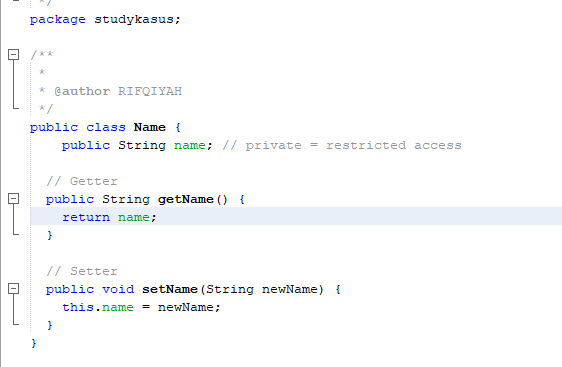 */
package studykasus;
/**
*
* @author RIFQIYAH
*/
public class Name {
public String name; // private = restricted access
// Getter
public String getName() {
return name;
}
// Setter
public void setName(String newName) {
this.name = newName;
}
}